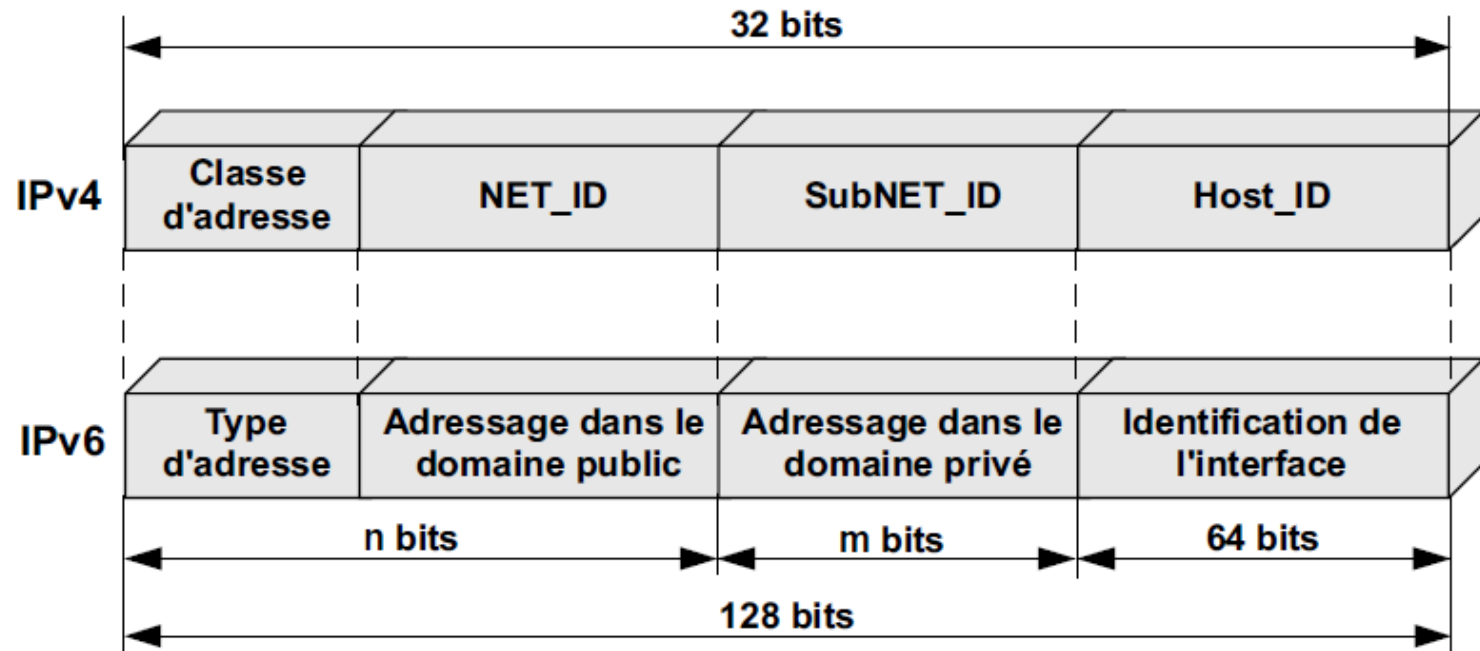 32 bits
IPv4
Classe
d'adresse
NET_ID
SubNET_ID
Host_ID
IPv6
Type
d'adresse
Adressage dans le
domaine public
Adressage dans le
domaine privé
Identification de
l'interface
n bits
m bits
64 bits
128 bits